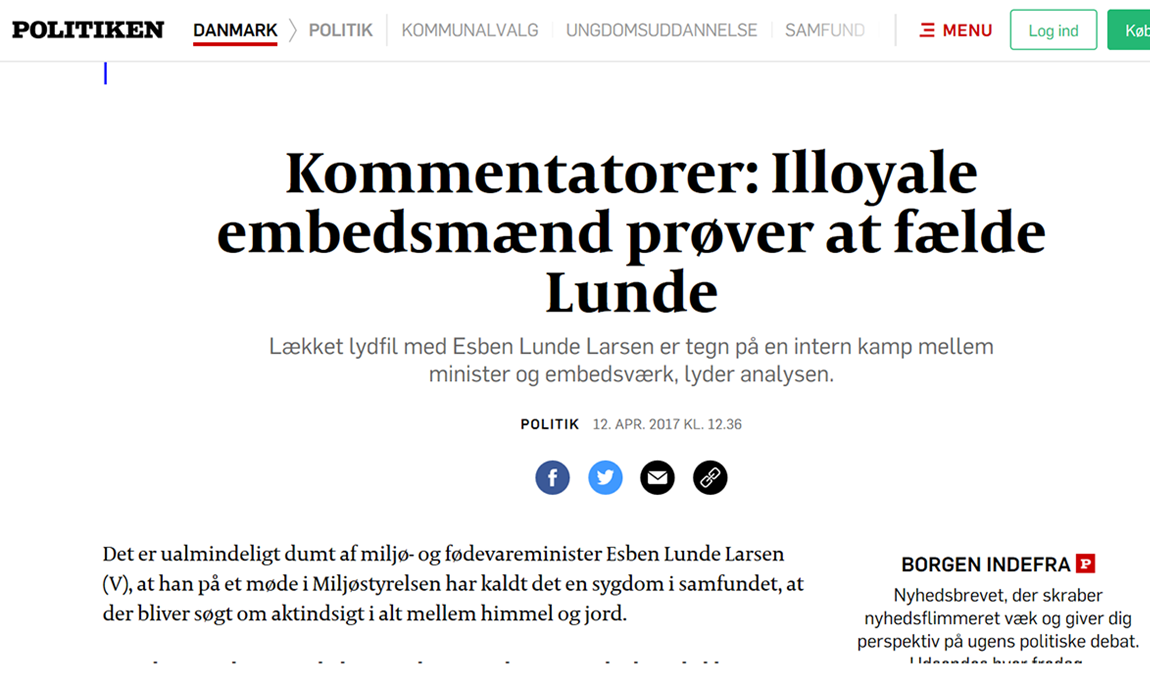 POLITIKEN DANMARK POLITIK KOMMUNALVALG UNGDOMSUDDANNELSE SAMFUND MENU Log ind
Kommentatorer: Illoyale
embedsmænd prøver at fælde
Lunde
Lækket lydfil med Esben Lunde Larsen er tegn på en intern kamp mellem
minister og embedsværk, lyder analysen.
POLITIK 12. APR. 2017 KL. 12.36
Det er ualmindeligt dumt af miljø- og fødevareminister Esben Lunde Larsen
(V), at han på et møde i Miljøstyrelsen har kaldt det en sygdom i samfundet, at
der bliver søgt om aktindsigt i alt mellem himmel og jord.
BORGEN INDEFRA P
Nyhedsbrevet, der skraber
nyhedsflimmeret væk og giver dig
perspektiv på ugens politiske debat.